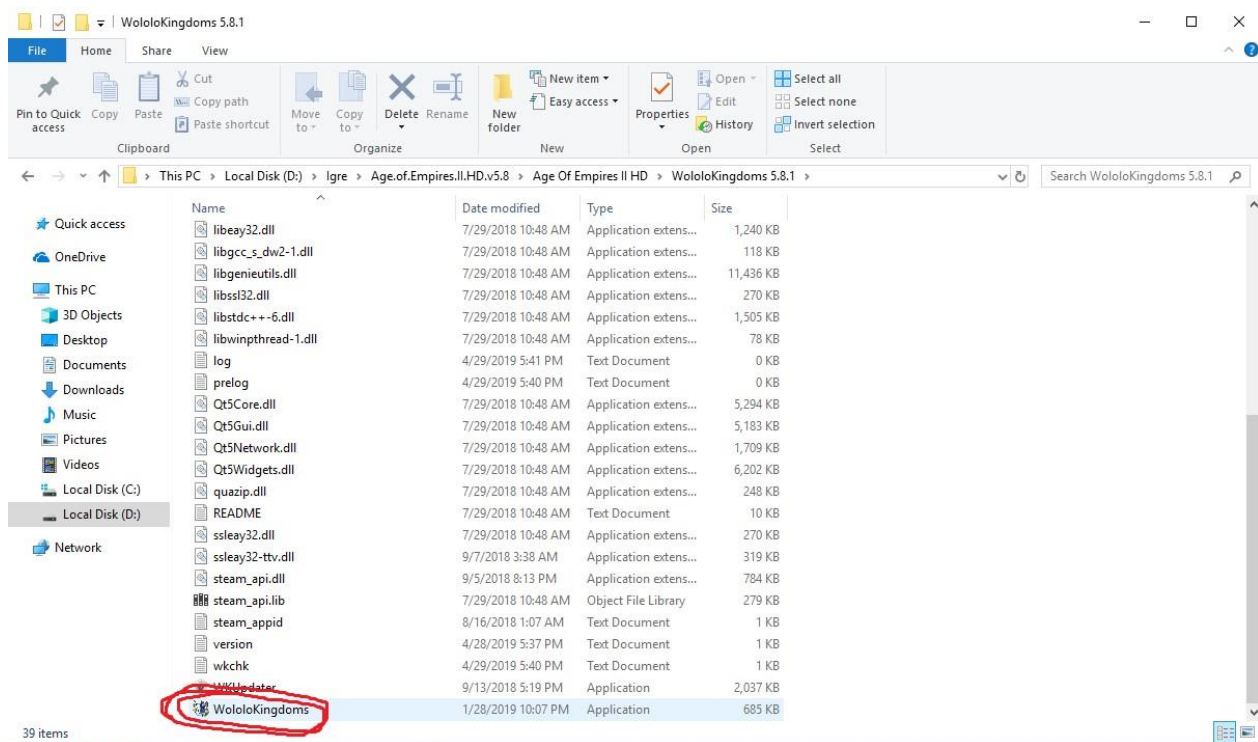 WololoKingdoms 5.8.1
File Home Share View
Pin to Quick access
Copy
Paste
Cut
Copy path
Paste shortcut
Clipboard
Move to
Copy to
Delete
Rename
Organize
New folder
New item
Easy access
New
Properties
Open
Edit
History
Open
Select all
Select none
Invert selection
Select
This PC > Local Disk (D:) > Igre > Age.of.Empires.II.HD.v5.8 > Age Of Empires II HD > WololoKingdoms 5.8.1 >
Search WololoKingdoms 5.8.1
Quick access
OneDrive
This PC
3D Objects
Desktop
Documents
Downloads
Music
Pictures
Videos
Local Disk (C:)
Local Disk (D:)
Network
Name Date modified Type Size
libeay32.dll 7/29/2018 10:48 AM Application extens... 1,240 KB
libgcc_s_dw2-1.dll 7/29/2018 10:48 AM Application extens... 118 KB
libgenieutils.dll 7/29/2018 10:48 AM Application extens... 11,436 KB
libssl32.dll 7/29/2018 10:48 AM Application extens... 270 KB
libstdc++-6.dll 7/29/2018 10:48 AM Application extens... 1,505 KB
libwinpthread-1.dll 7/29/2018 10:48 AM Application extens... 78 KB
log 4/29/2019 5:41 PM Text Document 0 KB
prelog 4/29/2019 5:40 PM Text Document 0 KB
Qt5Core.dll 7/29/2018 10:48 AM Application extens... 5,294 KB
Qt5Gui.dll 7/29/2018 10:48 AM Application extens... 5,183 KB
Qt5Network.dll 7/29/2018 10:48 AM Application extens... 1,709 KB
Qt5Widgets.dll 7/29/2018 10:48 AM Application extens... 6,202 KB
quazip.dll 7/29/2018 10:48 AM Application extens... 248 KB
README 7/29/2018 10:48 AM Text Document 10 KB
ssleay32.dll 7/29/2018 10:48 AM Application extens... 270 KB
ssleay32-ttv.dll 9/7/2018 3:38 AM Application extens... 319 KB
steam_api.dll 9/5/2018 8:13 PM Application extens... 784 KB
steam_api.lib 7/29/2018 10:48 AM Object File Library 279 KB
steam_appid 8/16/2018 1:07 AM Text Document 1 KB
version 4/28/2019 5:37 PM Text Document 1 KB
wkchk 4/29/2019 5:40 PM Text Document 1 KB
WKUpdater 9/13/2018 5:19 PM Application 2,037 KB
WololoKingdoms 1/28/2019 10:07 PM Application 685 KB
39 items